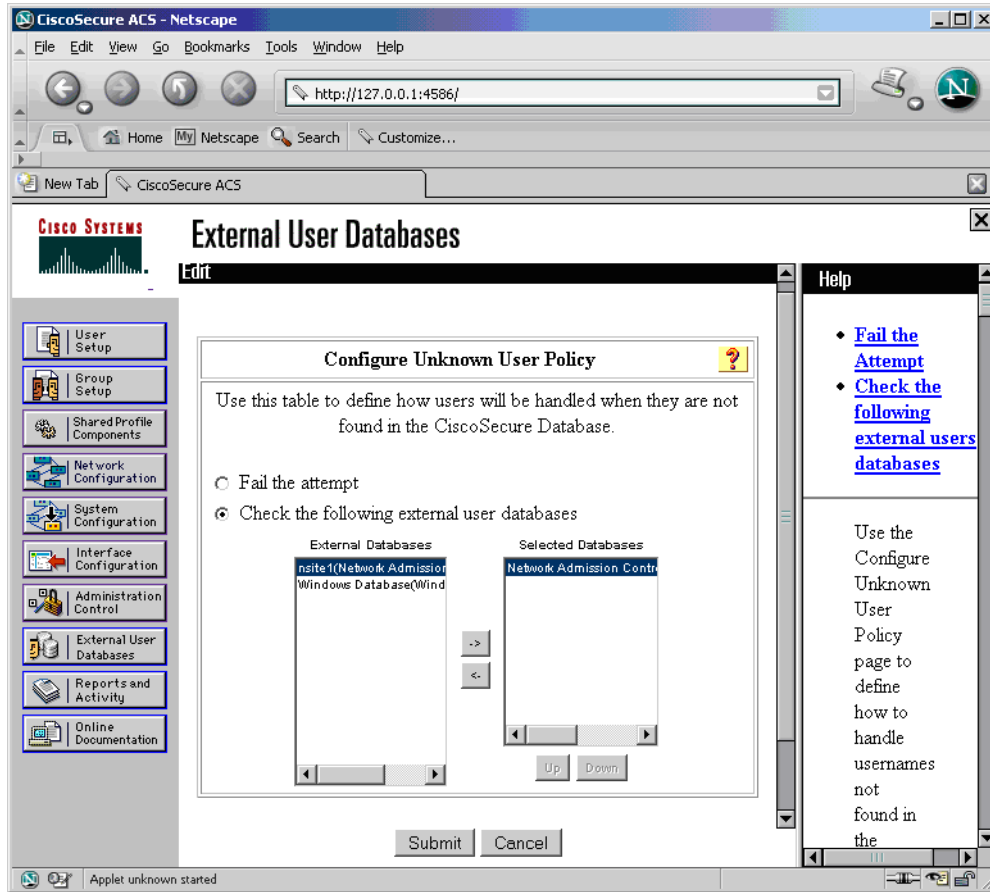 CiscoSecure ACS - Netscape
File Edit View Go Bookmarks Tools Window Help
http://127.0.0.1:4586/
N
Home My Netscape Search Customize...
New Tab CiscoSecure ACS
CISCO SYSTEMS
External User Databases
Edit
Help
User
Setup
Group
Setup
Shared Profile
Components
Network
Configuration
System
Configuration
Interface
Configuration
Administration
Control
External User
Databases
Reports and
Activity
Online
Documentation
Configure Unknown User Policy
?
Use this table to define how users will be handled when they are not
found in the CiscoSecure Database.
Fail the attempt
Check the following external user databases
External Databases
nsite1(Network Admission
Windows Database(Wind
->
<-
Selected Databases
Network Admission Contr
Up Down
Submit Cancel
Fail the
Attempt
Check the
following
external users
databases
Use the
Configure
Unknown
User
Policy
page to
define
how to
handle
usernames
not
found in
the
Applet unknown started